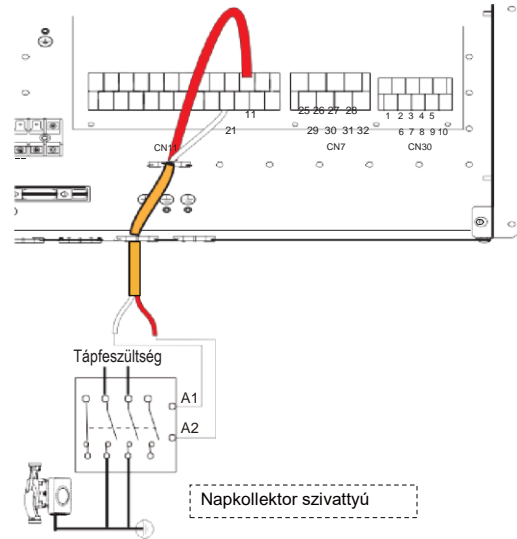 11
25 26 27 28
1 2 3 4 5
21
29 30 31 32
6 7 8 9 10
CN11
CN7
CN30
Tápfeszültség
A1
A2
Napkollektor szivattyú